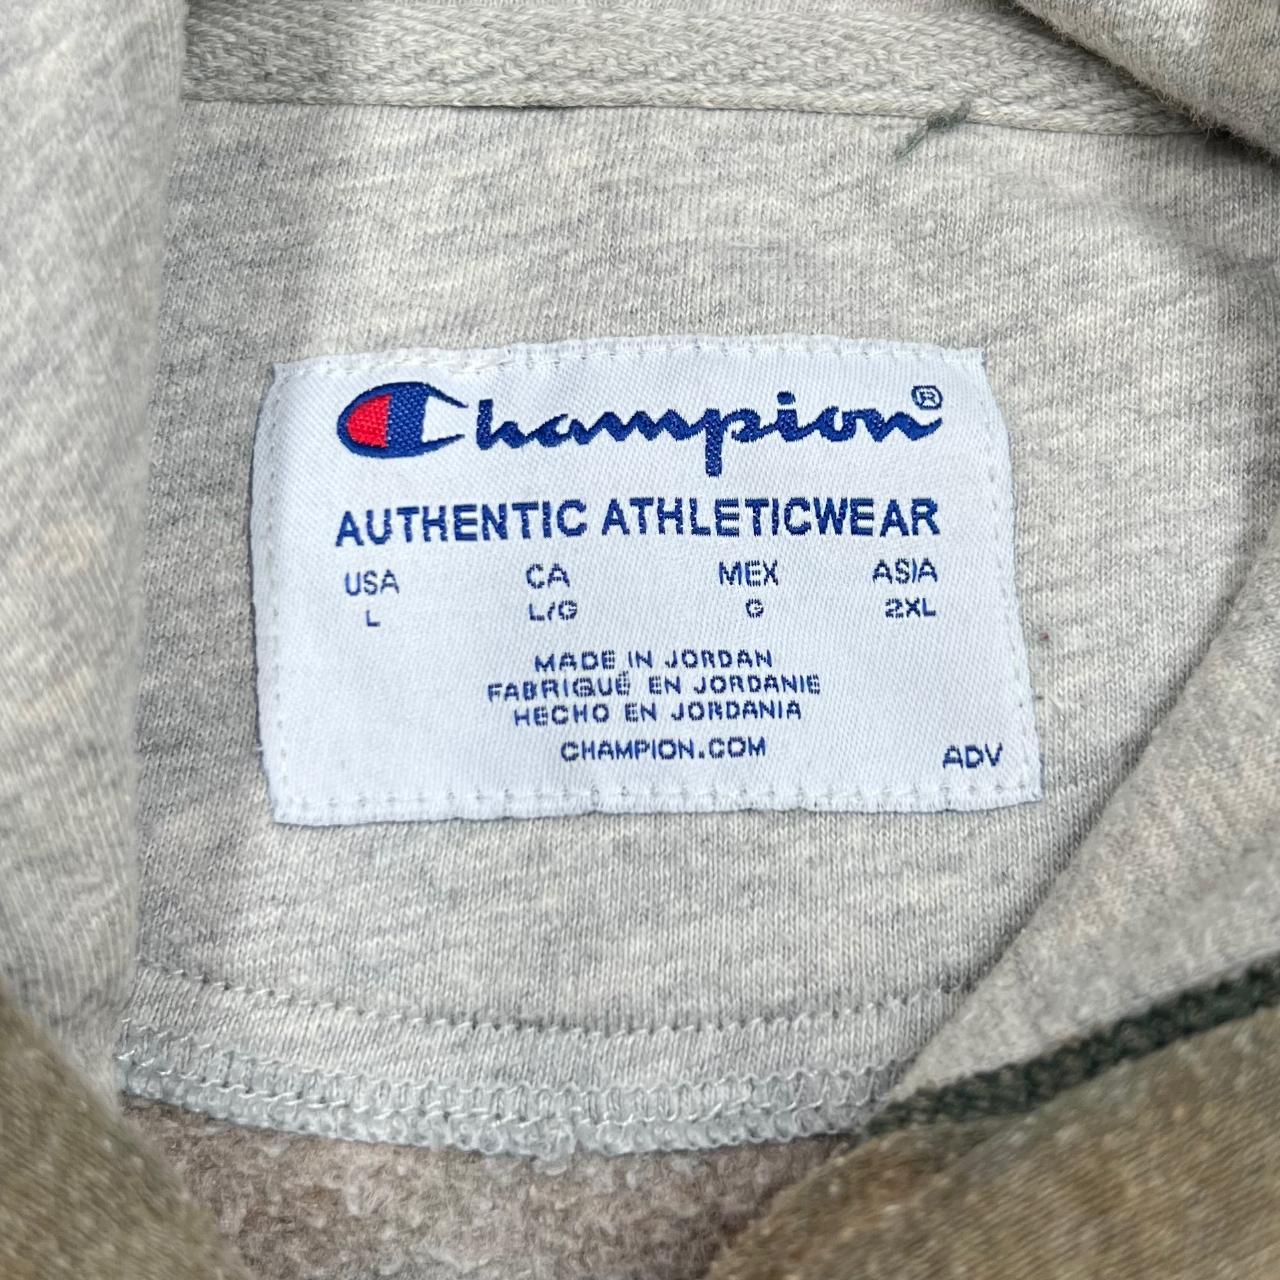 Champion®
AUTHENTIC ATHLETICWEAR
USA CA MEX ASIA
L L/G G 2XL
MADE IN JORDAN
FABRIQUÉ EN JORDANIE
HECHO EN JORDANIA
CHAMPION.COM
ADV